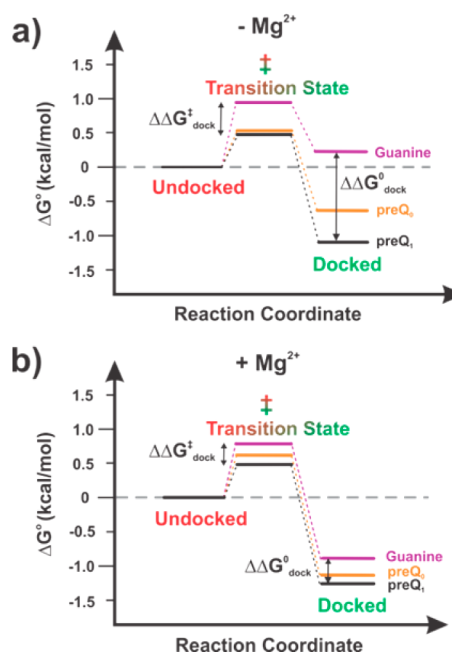 a)
- Mg²⁺
ΔG° (kcal/mol)
1.5
1.0
0.5
0
-0.5
-1.0
-1.5
‡
Transition State
ΔΔG‡dock
Undocked
Guanine
ΔΔG⁰dock
preQ₀
preQ₁
Docked
Reaction Coordinate
b)
+ Mg²⁺
ΔG° (kcal/mol)
1.5
1.0
0.5
0
-0.5
-1.0
-1.5
‡
Transition State
ΔΔG‡dock
Undocked
Guanine
ΔΔG⁰dock
preQ₀
preQ₁
Docked
Reaction Coordinate